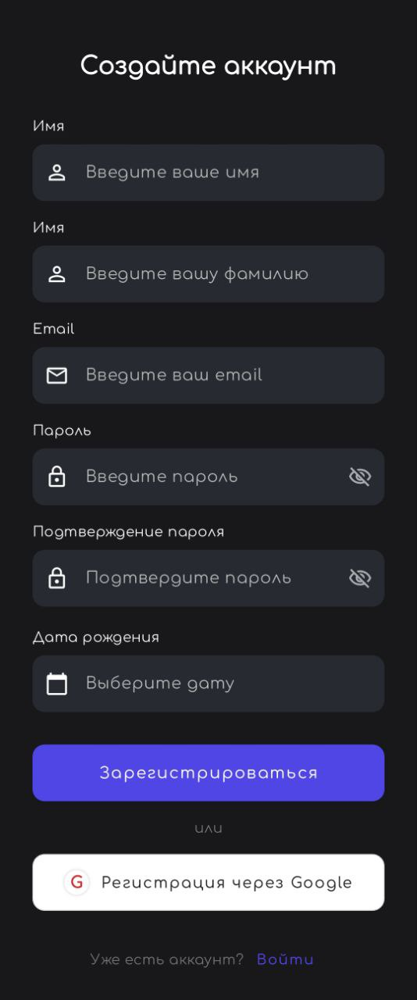 Создайте аккаунт
Имя
Введите ваше имя
Имя
Введите вашу фамилию
Email
Введите ваш email
Пароль
Введите пароль
Подтверждение пароля
Подтвердите пароль
Дата рождения
Выберите дату
Зарегистрироваться
или
G Регистрация через Google
Уже есть аккаунт? Войти